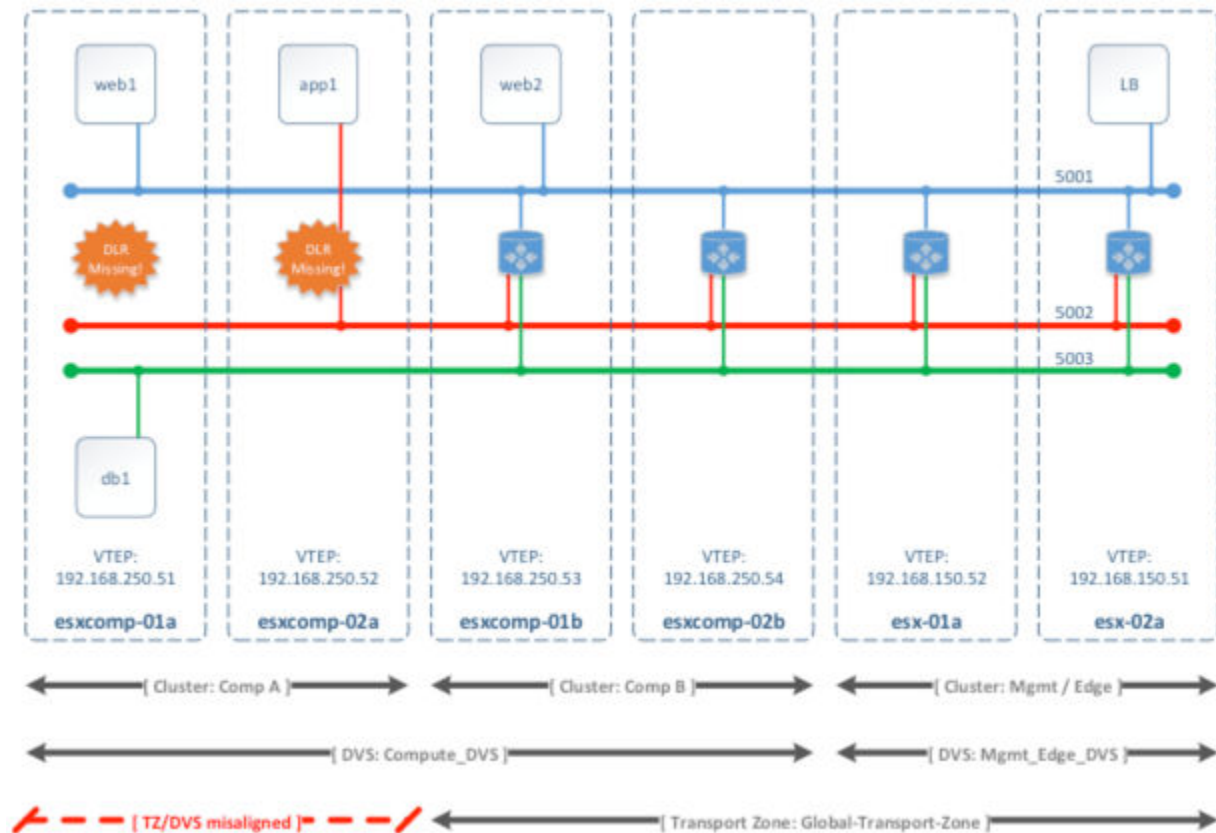 web1
app1
web2
LB
5001
DLR
Missing!
DLR
Missing!
5002
5003
db1
VTEP:
192.168.250.51
VTEP:
192.168.250.52
VTEP:
192.168.250.53
VTEP:
192.168.250.54
VTEP:
192.168.150.52
VTEP:
192.168.150.51
esxcomp-01a
esxcomp-02a
esxcomp-01b
esxcomp-02b
esx-01a
esx-02a
[ Cluster: Comp A ]
[ Cluster: Comp B ]
[ Cluster: Mgmt / Edge ]
[ DVS: Compute_DVS ]
[ DVS: Mgmt_Edge_DVS ]
[ TZ/DVS misaligned ]
[ Transport Zone: Global-Transport-Zone ]